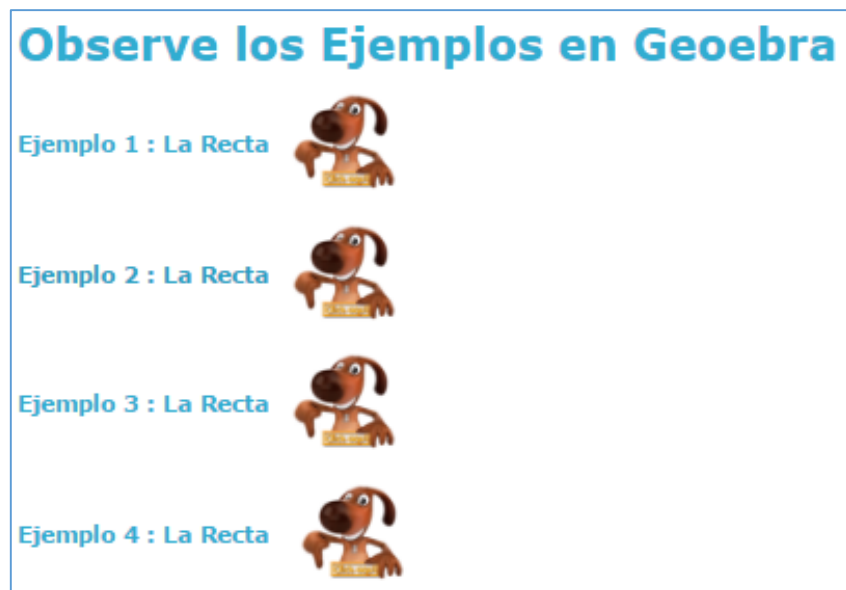 Observe los Ejemplos en Geoebra
Ejemplo 1 : La Recta
Ejemplo 2 : La Recta
Ejemplo 3 : La Recta
Ejemplo 4 : La Recta